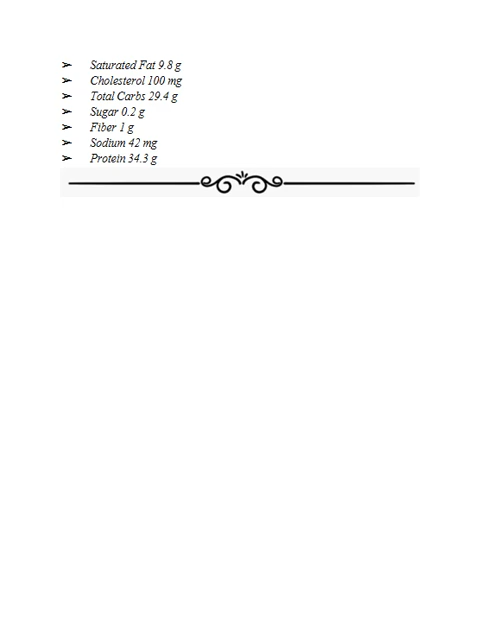 ➢ Saturated Fat 9.8 g
➢ Cholesterol 100 mg
➢ Total Carbs 29.4 g
➢ Sugar 0.2 g
➢ Fiber 1 g
➢ Sodium 42 mg
➢ Protein 34.3 g